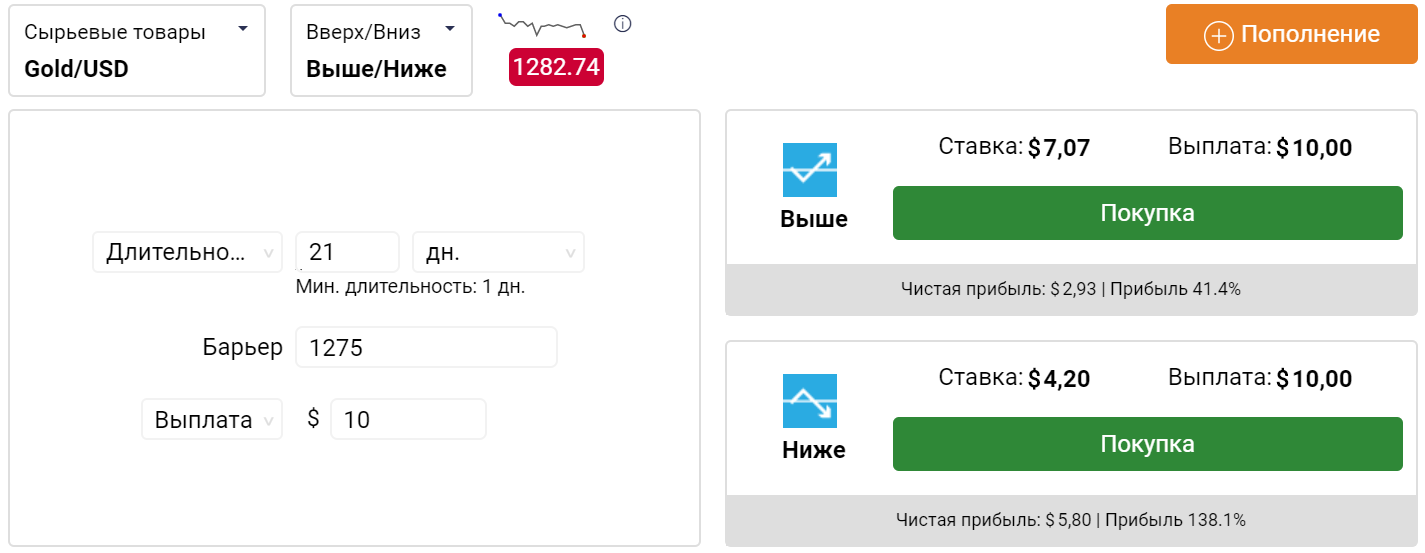 Сырьевые товары
Gold/USD
Вверх/Вниз
Выше/Ниже
1282.74
Пополнение
Длительно...
21
дн.
Мин. длительность: 1 дн.
Барьер
1275
Выплата
$
10
Выше
Ставка: $7,07
Выплата: $10,00
Покупка
Чистая прибыль: $2,93 | Прибыль 41.4%
Ниже
Ставка: $4,20
Выплата: $10,00
Покупка
Чистая прибыль: $5,80 | Прибыль 138.1%